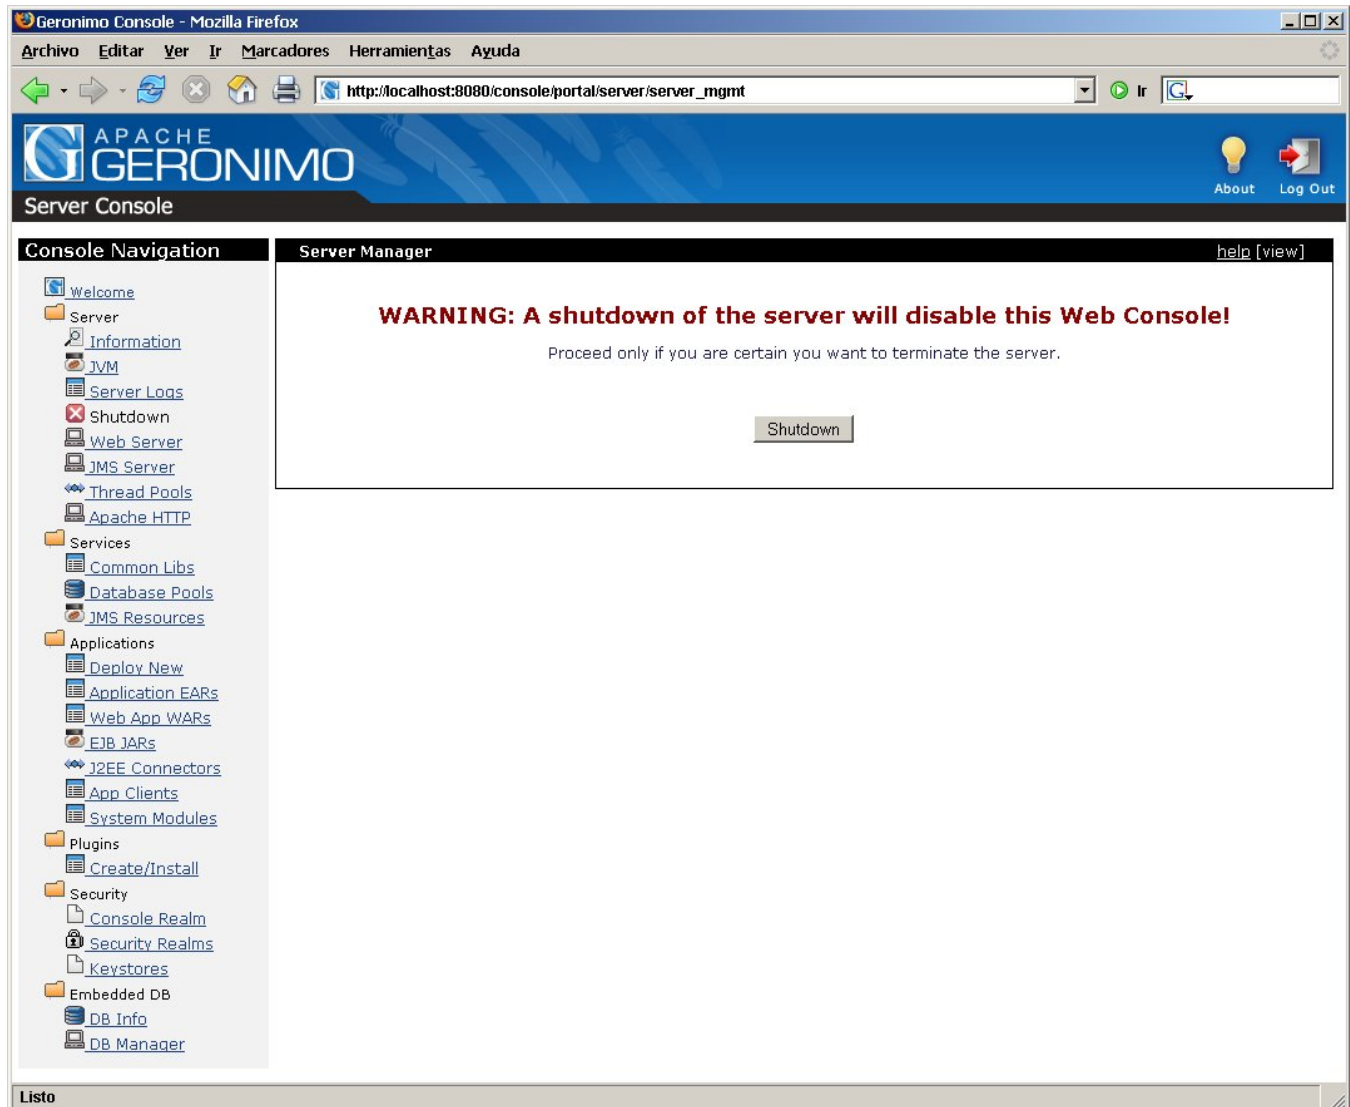 Geronimo Console - Mozilla Firefox
Archivo Editar Ver Ir Marcadores Herramientas Ayuda
http://localhost:8080/console/portal/server/server_mgmt Ir G
APACHE
GERONIMO
Server Console
About Log Out
Console Navigation
Welcome
Server
Information
JVM
Server Logs
Shutdown
Web Server
JMS Server
Thread Pools
Apache HTTP
Services
Common Libs
Database Pools
JMS Resources
Applications
Deploy New
Application EARs
Web App WARs
EJB JARs
J2EE Connectors
App Clients
System Modules
Plugins
Create/Install
Security
Console Realm
Security Realms
Keystores
Embedded DB
DB Info
DB Manager
Server Manager help [view]
WARNING: A shutdown of the server will disable this Web Console!
Proceed only if you are certain you want to terminate the server.
Shutdown
Listo